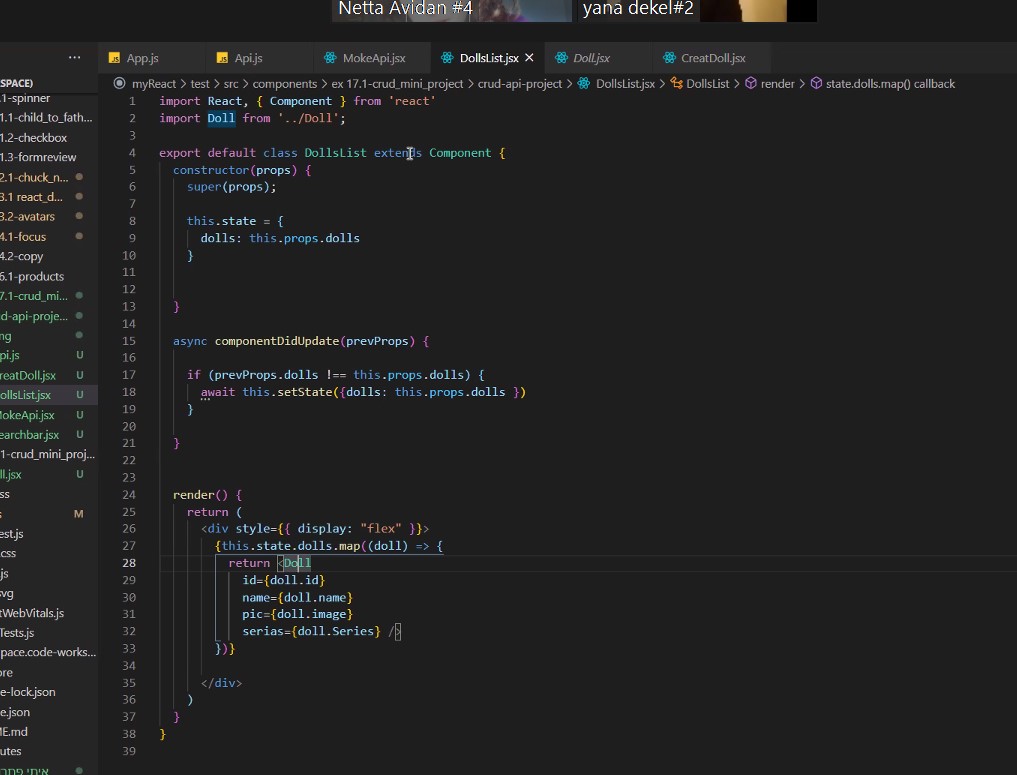 Netta Avidan #4
yana dekel#2
App.js
Api.js
MokeApi.jsx
DollsList.jsx
Doll.jsx
CreatDoll.jsx
myReact > test > src > components > ex 17.1-crud_mini_project > crud-api-project > DollsList.jsx > DollsList > render > state.dolls.map() callback
SPACE)
.1-spinner
.1-child_to_fath...
.2-checkbox
.3-formreview
2.1-chuck_n...
3.1 react_d...
3.2-avatars
4.1-focus
4.2-copy
6.1-products
7.1-crud_mi...
d-api-proje...
ng
pi.js U
reatDoll.jsx U
ollsList.jsx U
lokeApi.jsx U
earchbar.jsx U
1-crud_mini_proj...
ll.jsx U
ss
s M
est.js
css
.js
svg
tWebVitals.js
Tests.js
pace.code-works...
ore
e-lock.json
e.json
ME.md
utes
1 import React, { Component } from 'react'
2 import Doll from '../Doll';
3
4 export default class DollsList extends Component {
5 constructor(props) {
6 super(props);
7
8 this.state = {
9 dolls: this.props.dolls
10 }
11
12
13 }
14
15 async componentDidUpdate(prevProps) {
16
17 if (prevProps.dolls !== this.props.dolls) {
18 await this.setState({dolls: this.props.dolls })
19 }
20
21 }
22
23
24 render() {
25 return (
26 <div style={{ display: "flex" }}>
27 {this.state.dolls.map((doll) => {
28 return <Doll
29 id={doll.id}
30 name={doll.name}
31 pic={doll.image}
32 serias={doll.Series} />
33 })}
34
35 </div>
36 )
37 }
38 }
39